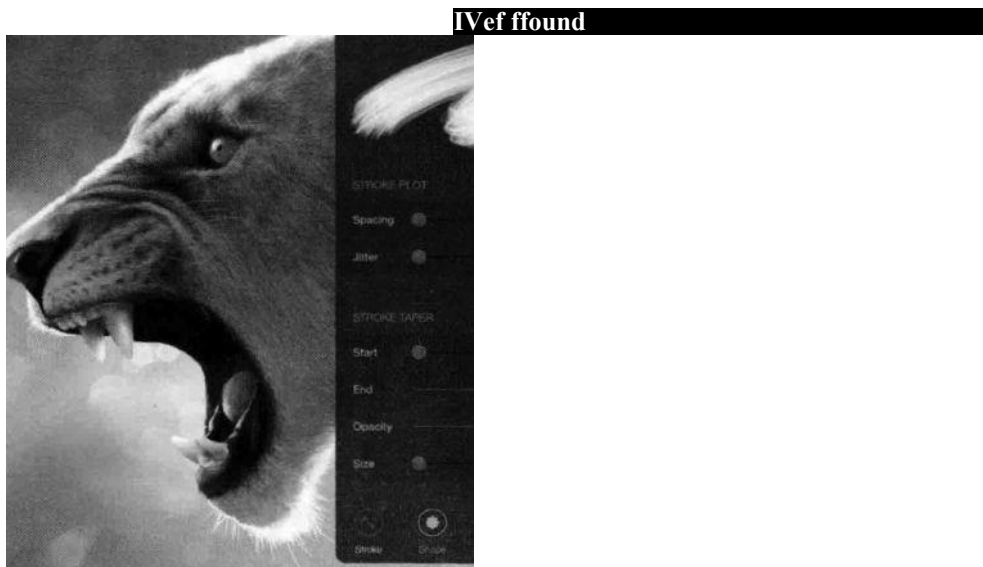 IVef ffound
STROKE PLOT
Spacing
Jitter
STROKE TAPER
Start
End
Opacity
Size
Stroke Shape